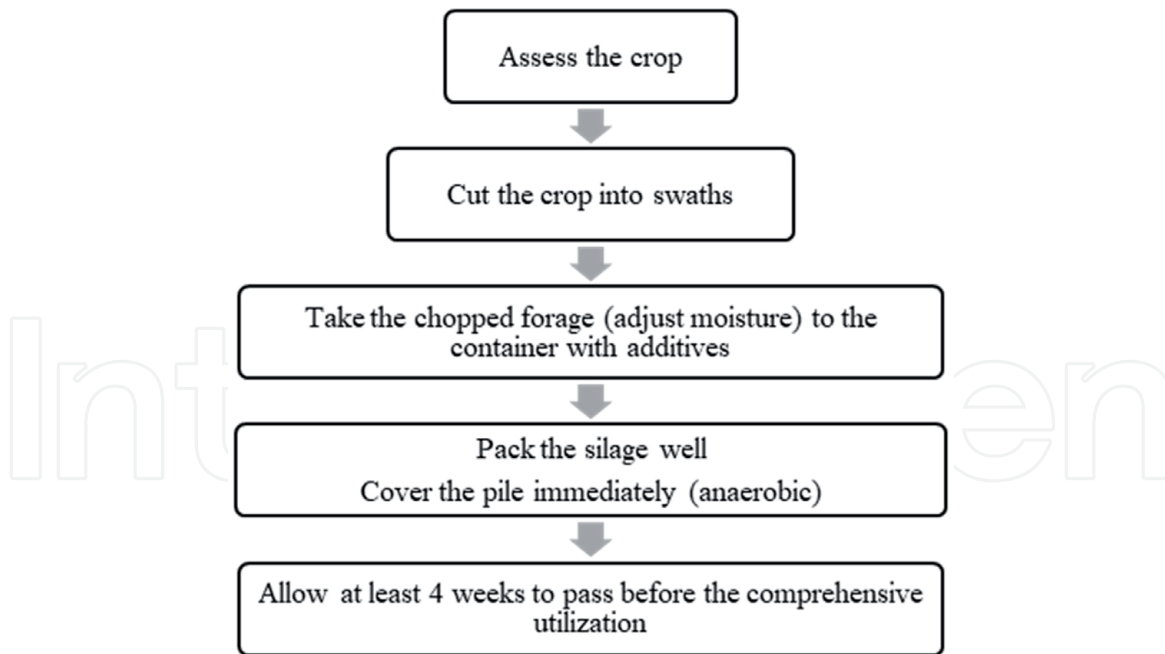 Assess the crop
Cut the crop into swaths
Take the chopped forage (adjust moisture) to the
container with additives
Pack the silage well
Cover the pile immediately (anaerobic)
Allow at least 4 weeks to pass before the comprehensive
utilization